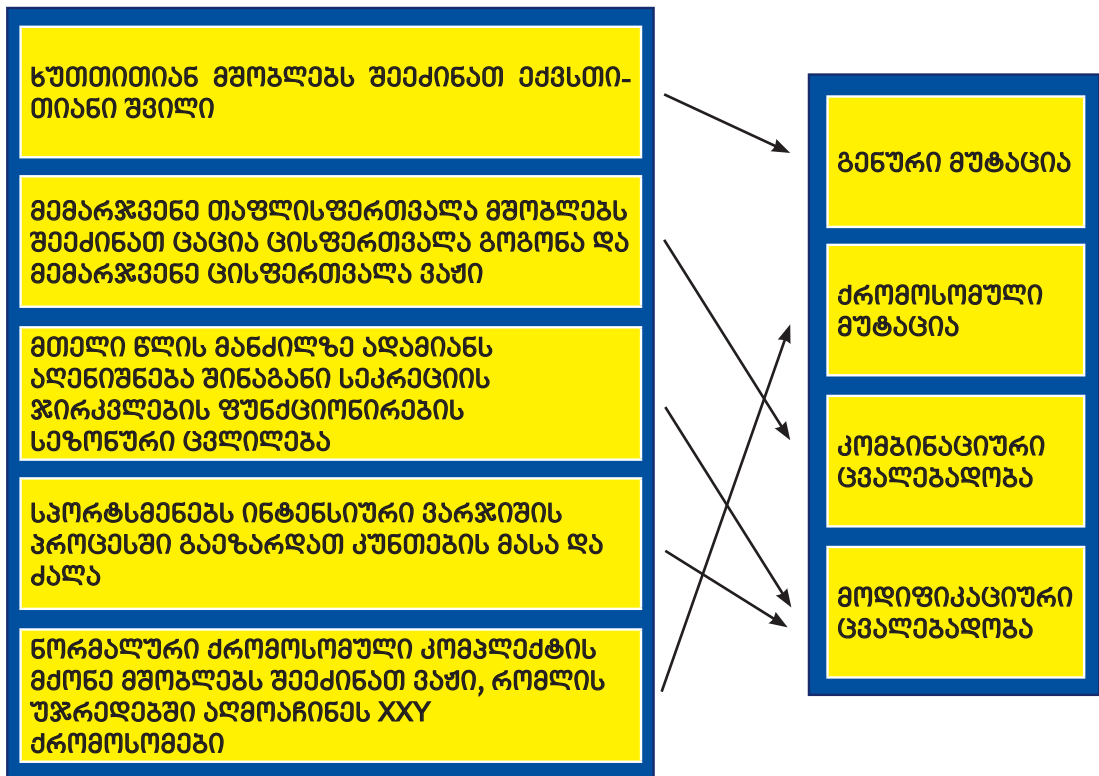 ხუთთითიან მშობლებს შეეძინათ ექვსთი-
თიანი შვილი
მემარჯვენე თაფლისფერთვალა მშობლებს
შეეძინათ ცაცია ცისფერთვალა გოგონა და
მემარჯვენე ცისფერთვალა ვაჟი
მთელი წლის მანძილზე ადამიანს
აღენიშნება შინაგანი სეკრეციის
ჯირკვლების ფუნქციონირების
სეზონური ცვლილება
სპორტსმენებს ინტენსიური ვარჯიშის
პროცესში გაეზარდათ კუნთების მასა და
ძალა
ნორმალური ქრომოსომული კომპლექტის
მქონე მშობლებს შეეძინათ ვაჟი, რომლის
უჯრედებში აღმოაჩინეს XXY
ქრომოსომები
გენური მუტაცია
ქრომოსომული
მუტაცია
კომბინაციური
ცვალებადობა
მოდიფიკაციური
ცვალებადობა